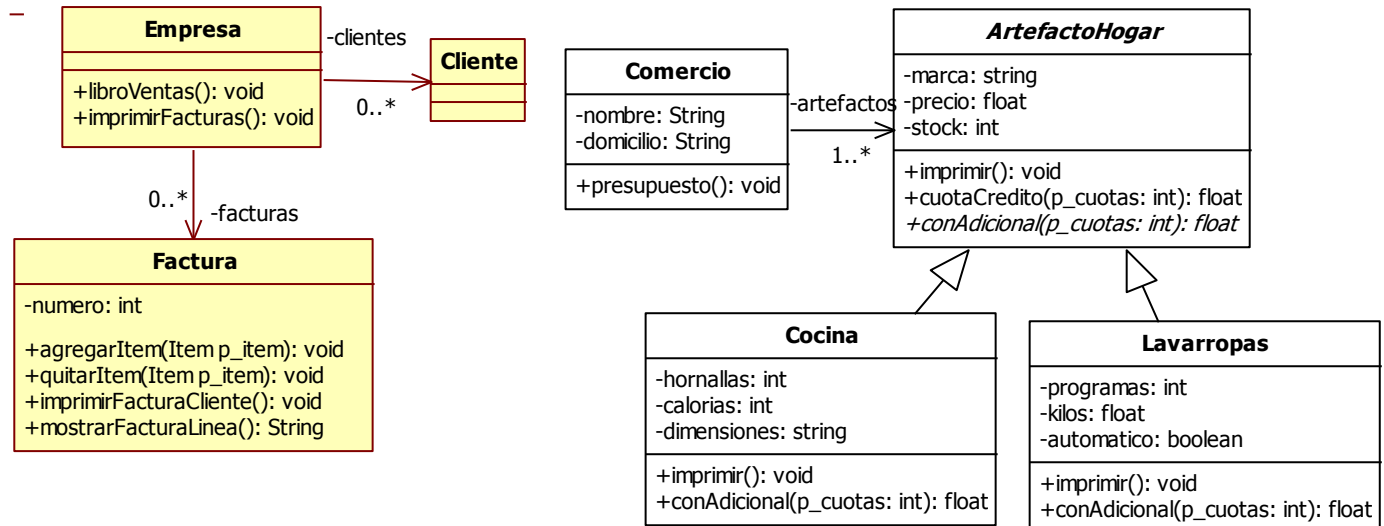 Empresa
+libroVentas(): void
+imprimirFacturas(): void
-clientes
0..*
Cliente
0..*
-facturas
Factura
-numero: int
+agregarItem(Item p_item): void
+quitarItem(Item p_item): void
+imprimirFacturaCliente(): void
+mostrarFacturaLinea(): String
Comercio
-nombre: String
-domicilio: String
+presupuesto(): void
-artefactos
1..*
ArtefactoHogar
-marca: string
-precio: float
-stock: int
+imprimir(): void
+cuotaCredito(p_cuotas: int): float
+conAdicional(p_cuotas: int): float
Cocina
-hornallas: int
-calorias: int
-dimensiones: string
+imprimir(): void
+conAdicional(p_cuotas: int): float
Lavarropas
-programas: int
-kilos: float
-automatico: boolean
+imprimir(): void
+conAdicional(p_cuotas: int): float